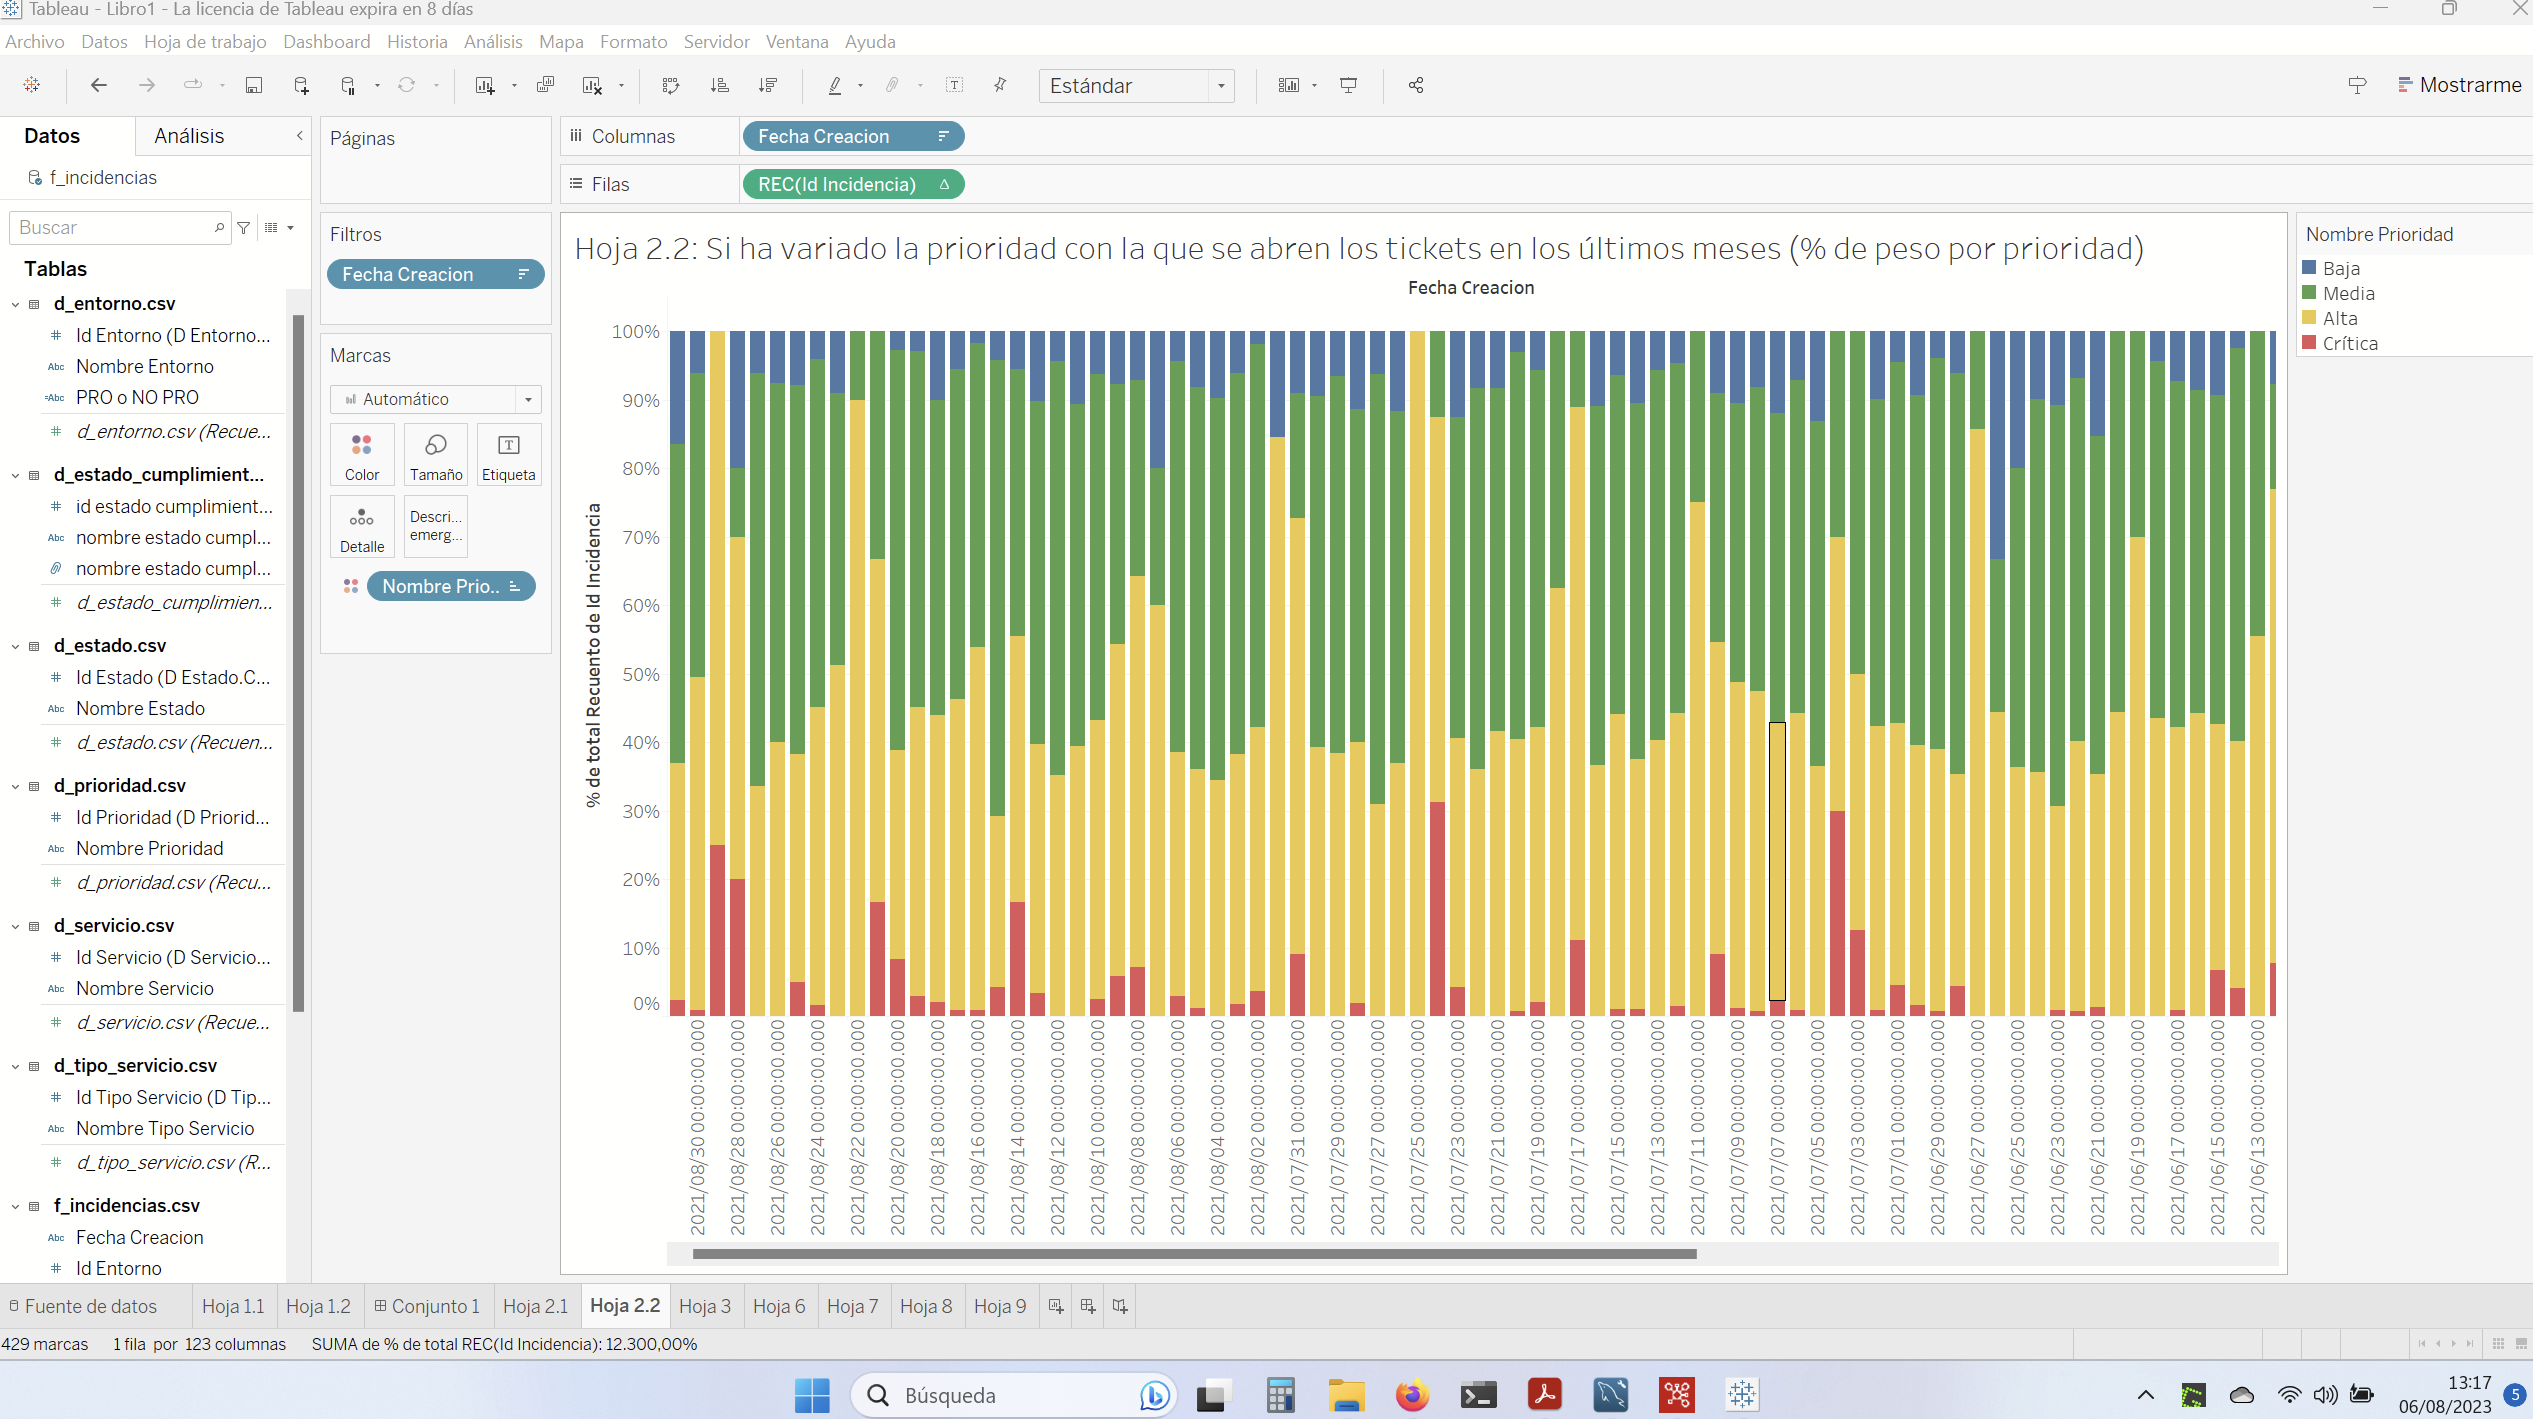 Tableau - Libro1 - La licencia de Tableau expira en 8 días
Archivo Datos Hoja de trabajo Dashboard Historia Análisis Mapa Formato Servidor Ventana Ayuda
Estándar
Mostrarme
Datos Análisis
f_incidencias
Buscar
Tablas
d_entorno.csv
# Id Entorno (D Entorno...
Abc Nombre Entorno
=Abc PRO o NO PRO
# d_entorno.csv (Recue...
d_estado_cumplimient...
# id estado cumplimient...
Abc nombre estado cumpl...
nombre estado cumpl...
# d_estado_cumplimien...
d_estado.csv
# Id Estado (D Estado.C...
Abc Nombre Estado
# d_estado.csv (Recuen...
d_prioridad.csv
# Id Prioridad (D Priorid...
Abc Nombre Prioridad
# d_prioridad.csv (Recu...
d_servicio.csv
# Id Servicio (D Servicio...
Abc Nombre Servicio
# d_servicio.csv (Recue...
d_tipo_servicio.csv
# Id Tipo Servicio (D Tip...
Abc Nombre Tipo Servicio
# d_tipo_servicio.csv (R...
f_incidencias.csv
Abc Fecha Creacion
# Id Entorno
Páginas
Filtros
Fecha Creacion
Marcas
Automático
Color Tamaño Etiqueta
Detalle Descri... emerg...
Nombre Prio..
Columnas Fecha Creacion
Filas REC(Id Incidencia) Δ
Hoja 2.2: Si ha variado la prioridad con la que se abren los tickets en los últimos meses (% de peso por prioridad)
Fecha Creacion
% de total Recuento de Id Incidencia
100%
90%
80%
70%
60%
50%
40%
30%
20%
10%
0%
2021/08/30 00:00:00.000
2021/08/28 00:00:00.000
2021/08/26 00:00:00.000
2021/08/24 00:00:00.000
2021/08/22 00:00:00.000
2021/08/20 00:00:00.000
2021/08/18 00:00:00.000
2021/08/16 00:00:00.000
2021/08/14 00:00:00.000
2021/08/12 00:00:00.000
2021/08/10 00:00:00.000
2021/08/08 00:00:00.000
2021/08/06 00:00:00.000
2021/08/04 00:00:00.000
2021/08/02 00:00:00.000
2021/07/31 00:00:00.000
2021/07/29 00:00:00.000
2021/07/27 00:00:00.000
2021/07/25 00:00:00.000
2021/07/23 00:00:00.000
2021/07/21 00:00:00.000
2021/07/19 00:00:00.000
2021/07/17 00:00:00.000
2021/07/15 00:00:00.000
2021/07/13 00:00:00.000
2021/07/11 00:00:00.000
2021/07/09 00:00:00.000
2021/07/07 00:00:00.000
2021/07/05 00:00:00.000
2021/07/03 00:00:00.000
2021/07/01 00:00:00.000
2021/06/29 00:00:00.000
2021/06/27 00:00:00.000
2021/06/25 00:00:00.000
2021/06/23 00:00:00.000
2021/06/21 00:00:00.000
2021/06/19 00:00:00.000
2021/06/17 00:00:00.000
2021/06/15 00:00:00.000
2021/06/13 00:00:00.000
Nombre Prioridad
Baja
Media
Alta
Crítica
Fuente de datos Hoja 1.1 Hoja 1.2 Conjunto 1 Hoja 2.1 Hoja 2.2 Hoja 3 Hoja 6 Hoja 7 Hoja 8 Hoja 9
429 marcas 1 fila por 123 columnas SUMA de % de total REC(Id Incidencia): 12.300,00%
Búsqueda
13:17
06/08/2023
5